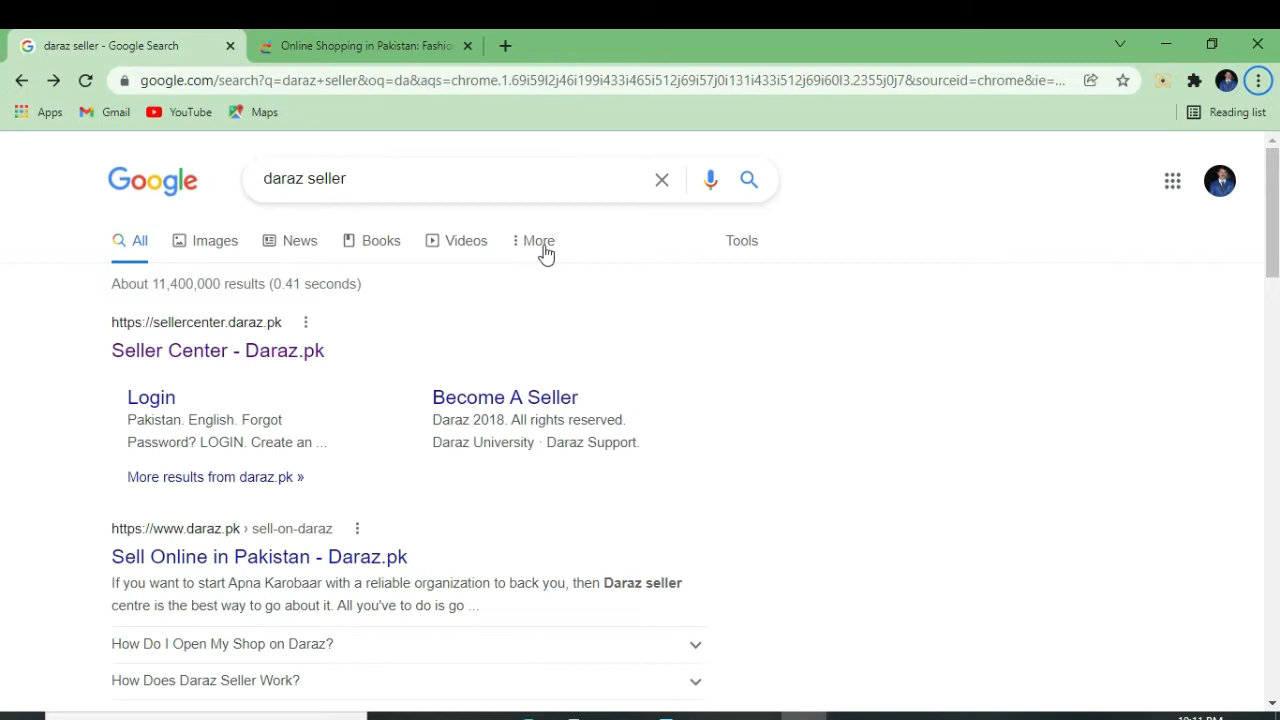 daraz seller - Google Search
Online Shopping in Pakistan: Fashio
google.com/search?q=daraz+seller&oq=da&aqs=chrome.1.69i59l2j46i199i433i465i512j69i57j0i131i433i512j69i60l3.2355j0j7&sourceid=chrome&ie=...
Apps Gmail YouTube Maps Reading list
Google daraz seller
All Images News Books Videos More Tools
About 11,400,000 results (0.41 seconds)
https://sellercenter.daraz.pk
Seller Center - Daraz.pk
Login Become A Seller
Pakistan. English. Forgot Daraz 2018. All rights reserved.
Password? LOGIN. Create an ... Daraz University · Daraz Support.
More results from daraz.pk »
https://www.daraz.pk › sell-on-daraz
Sell Online in Pakistan - Daraz.pk
If you want to start Apna Karobaar with a reliable organization to back you, then Daraz seller
centre is the best way to go about it. All you've to do is go ...
How Do I Open My Shop on Daraz?
How Does Daraz Seller Work?
10:11 PM